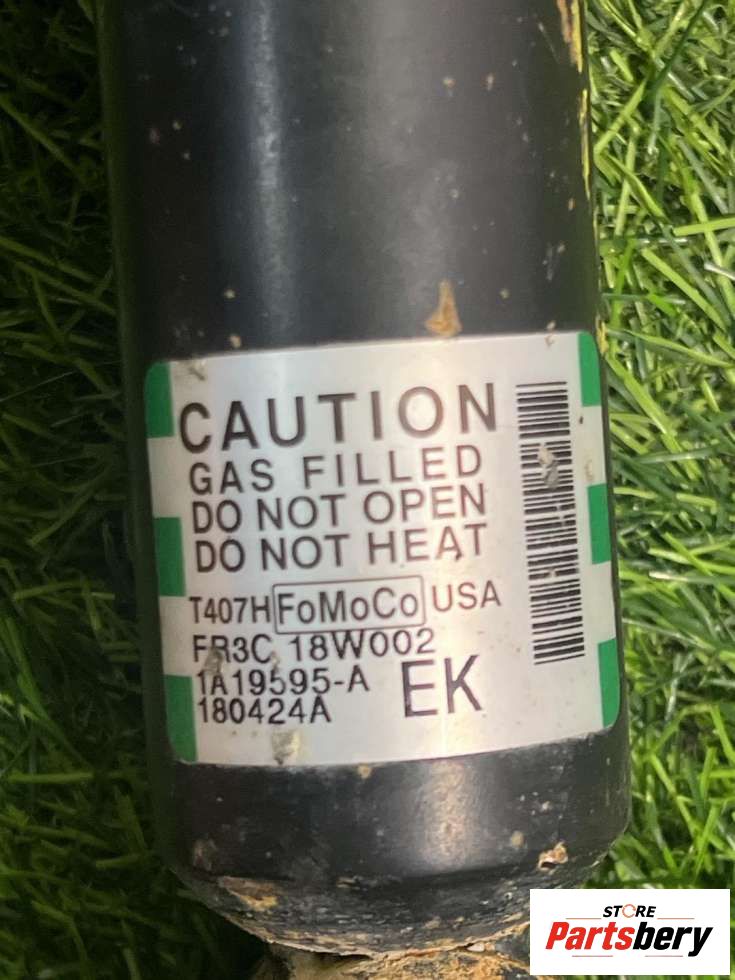 CAUTION
GAS FILLED
DO NOT OPEN
DO NOT HEAT
T407H FoMoCo USA
FR3C 18W002
1A19595-A
180424A
EK
STORE
Partsbery